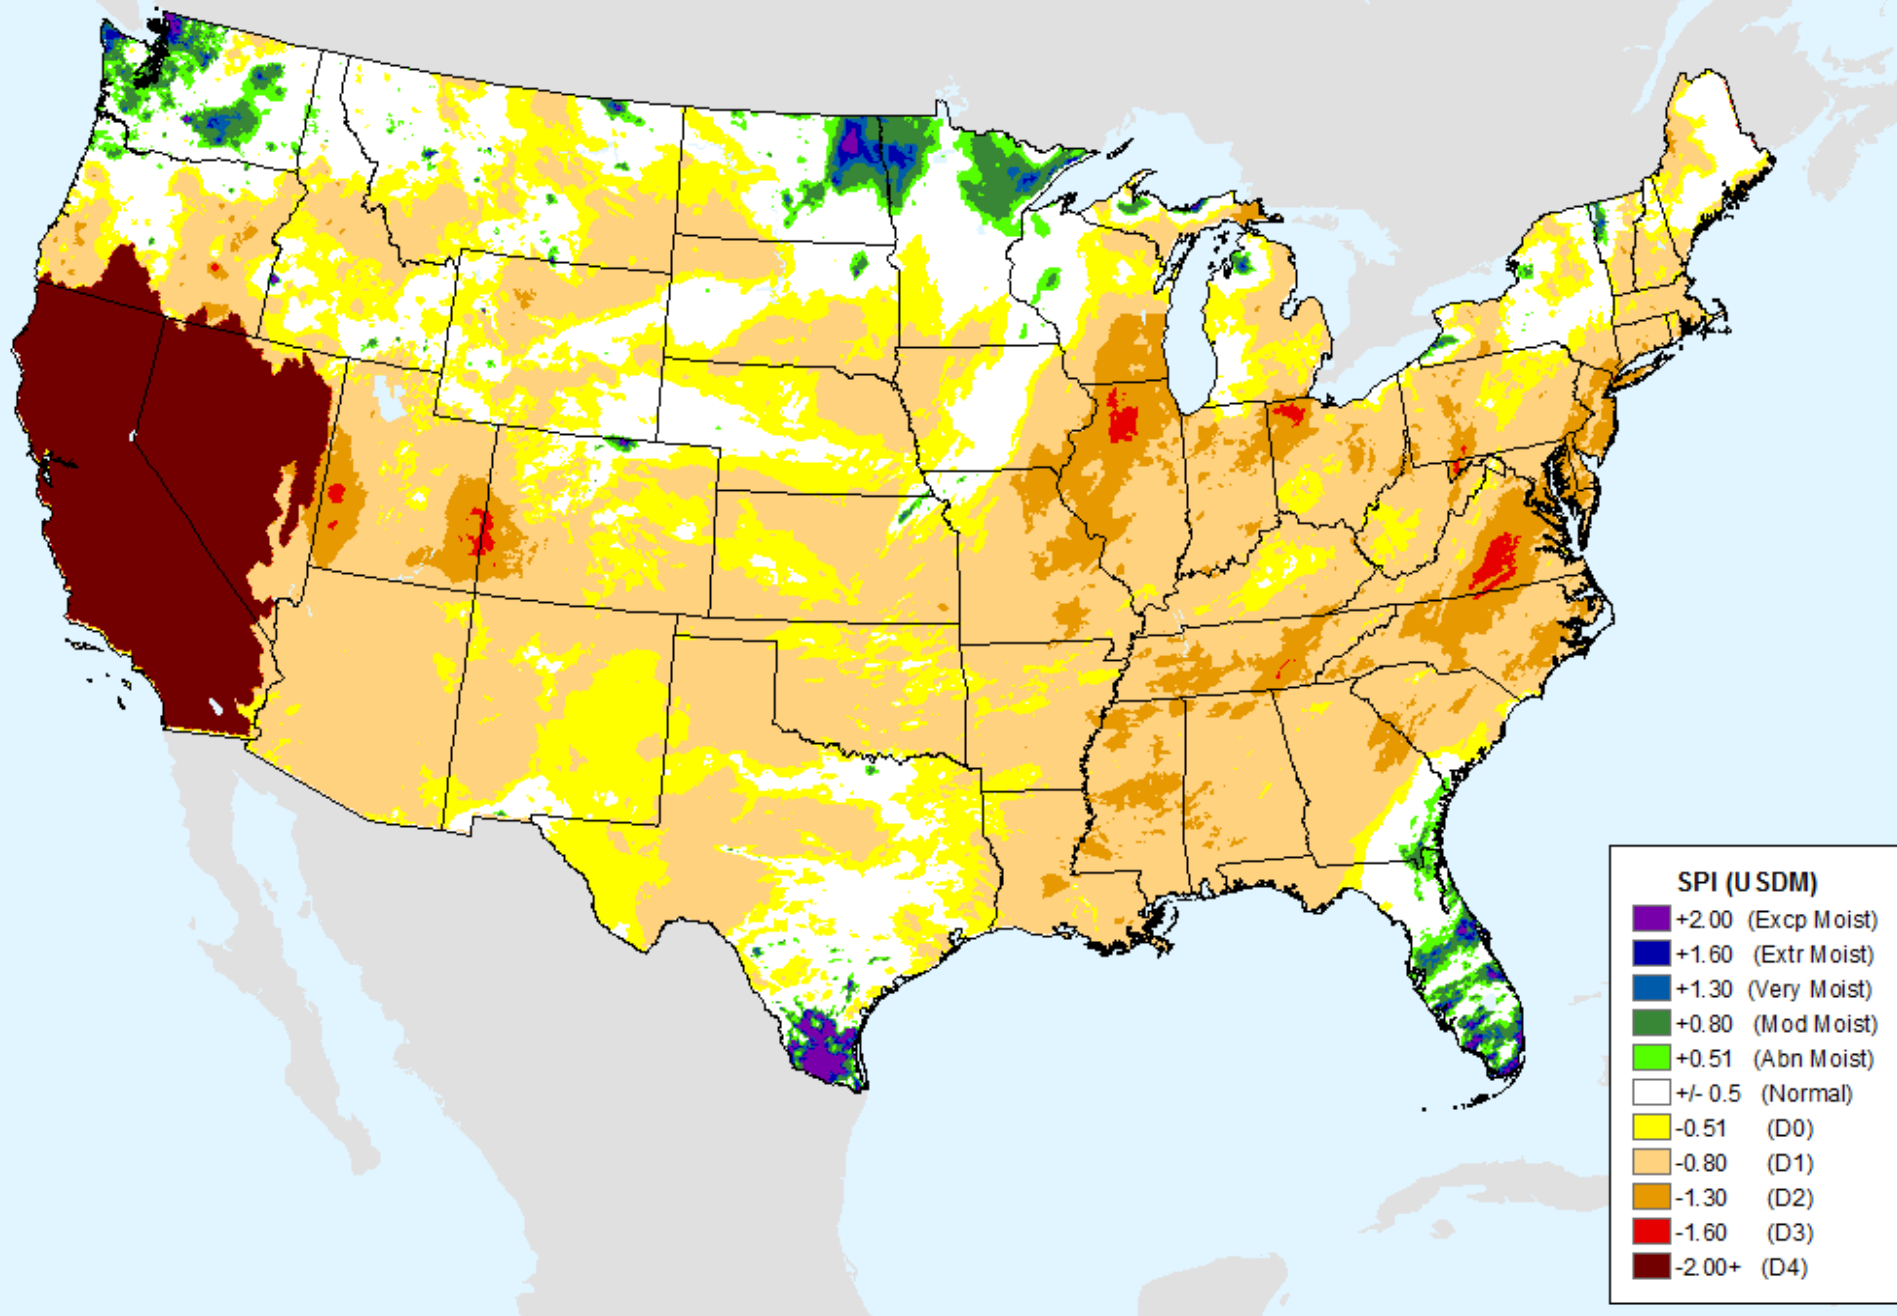 SPI (USDM)
+2.00 (Excp Moist)
+1.60 (Extr Moist)
+1.30 (Very Moist)
+0.80 (Mod Moist)
+0.51 (Abn Moist)
+/- 0.5 (Normal)
-0.51 (D0)
-0.80 (D1)
-1.30 (D2)
-1.60 (D3)
-2.00+ (D4)